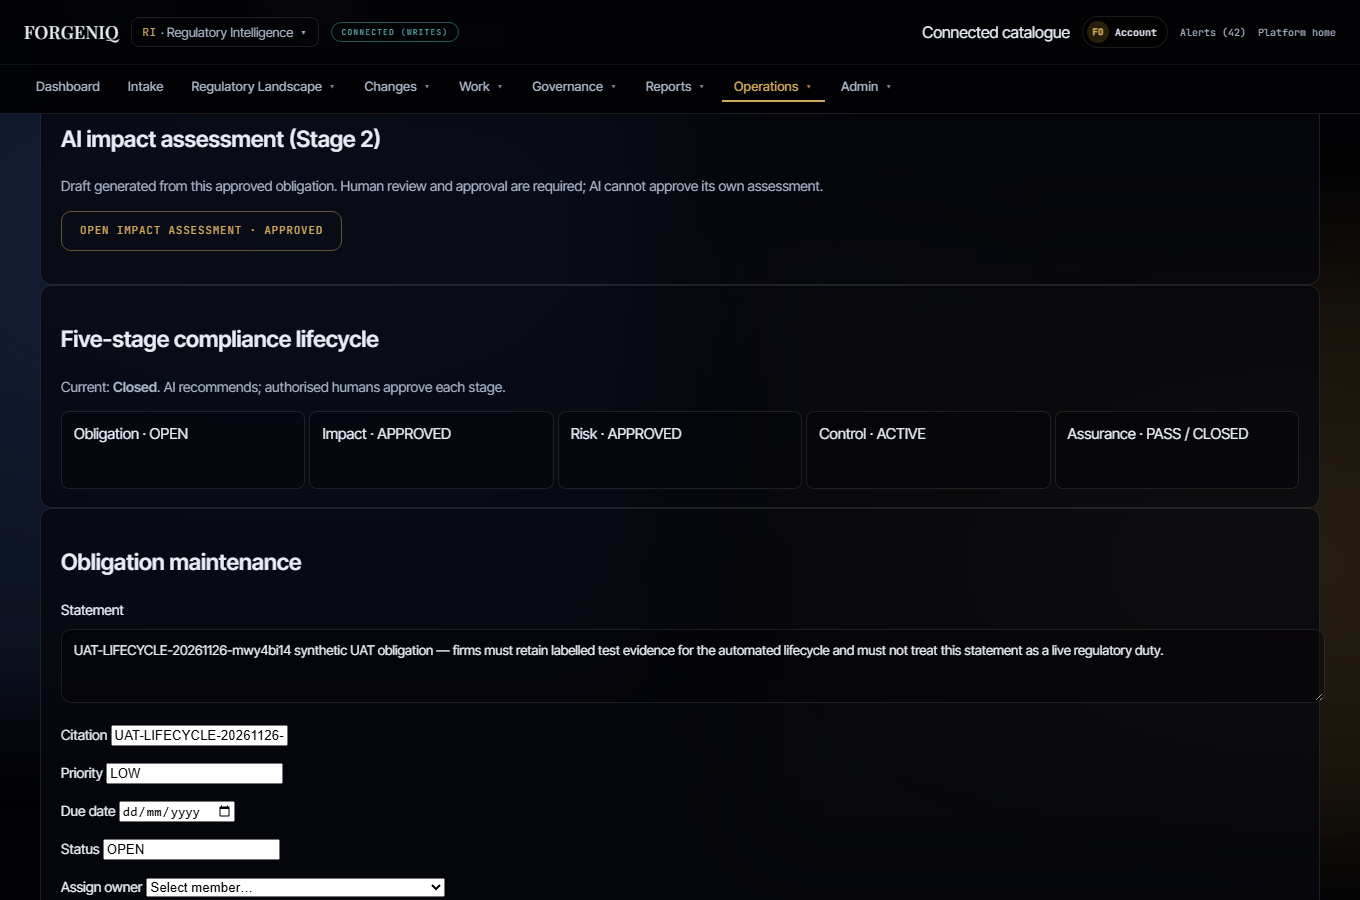 FORGENIQ
RI · Regulatory Intelligence
CONNECTED (WRITES)
Connected catalogue
FO Account
Alerts (42)
Platform home
Dashboard
Intake
Regulatory Landscape
Changes
Work
Governance
Reports
Operations
Admin
AI impact assessment (Stage 2)
Draft generated from this approved obligation. Human review and approval are required; AI cannot approve its own assessment.
OPEN IMPACT ASSESSMENT · APPROVED
Five-stage compliance lifecycle
Current: Closed. AI recommends; authorised humans approve each stage.
Obligation · OPEN
Impact · APPROVED
Risk · APPROVED
Control · ACTIVE
Assurance · PASS / CLOSED
Obligation maintenance
Statement
UAT-LIFECYCLE-20261126-mwy4bi14 synthetic UAT obligation — firms must retain labelled test evidence for the automated lifecycle and must not treat this statement as a live regulatory duty.
Citation UAT-LIFECYCLE-20261126-
Priority LOW
Due date dd/mm/yyyy
Status OPEN
Assign owner Select member...